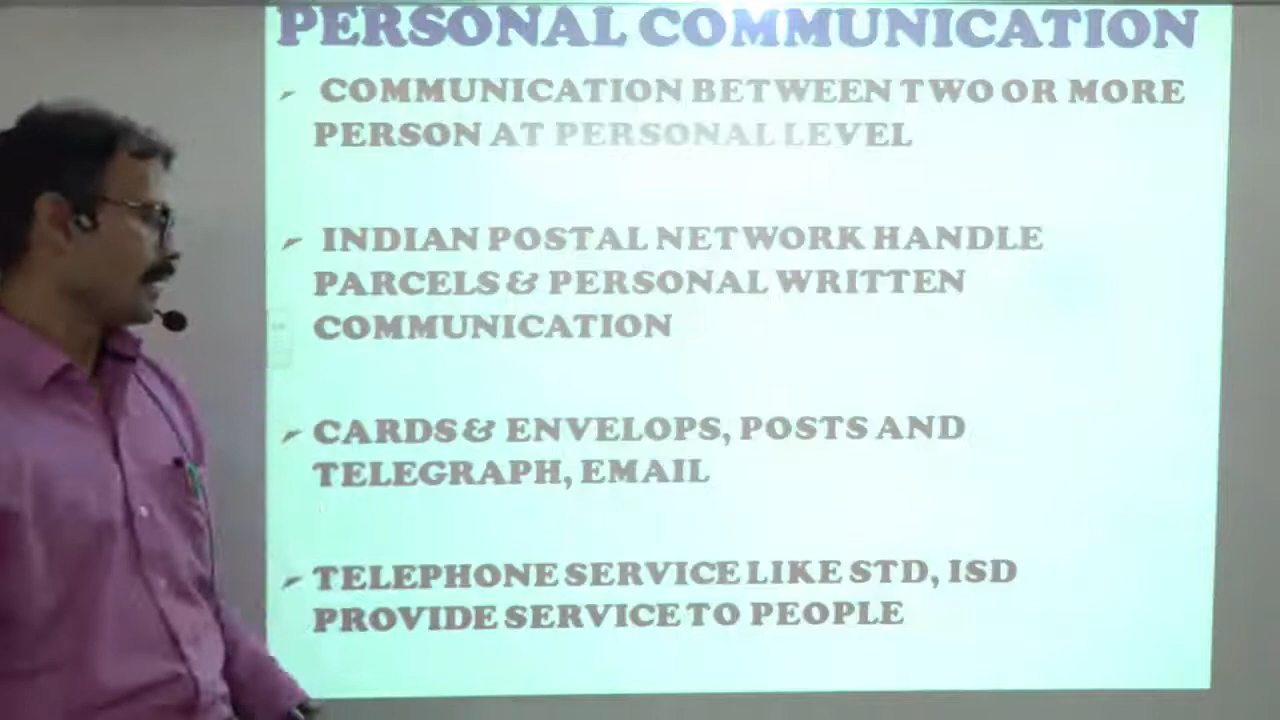 PERSONAL COMMUNICATION
COMMUNICATION BETWEEN TWO OR MORE
PERSON AT PERSONAL LEVEL
INDIAN POSTAL NETWORK HANDLE
PARCELS & PERSONAL WRITTEN
COMMUNICATION
CARDS & ENVELOPS, POSTS AND
TELEGRAPH, EMAIL
TELEPHONE SERVICE LIKE STD, ISD
PROVIDE SERVICE TO PEOPLE